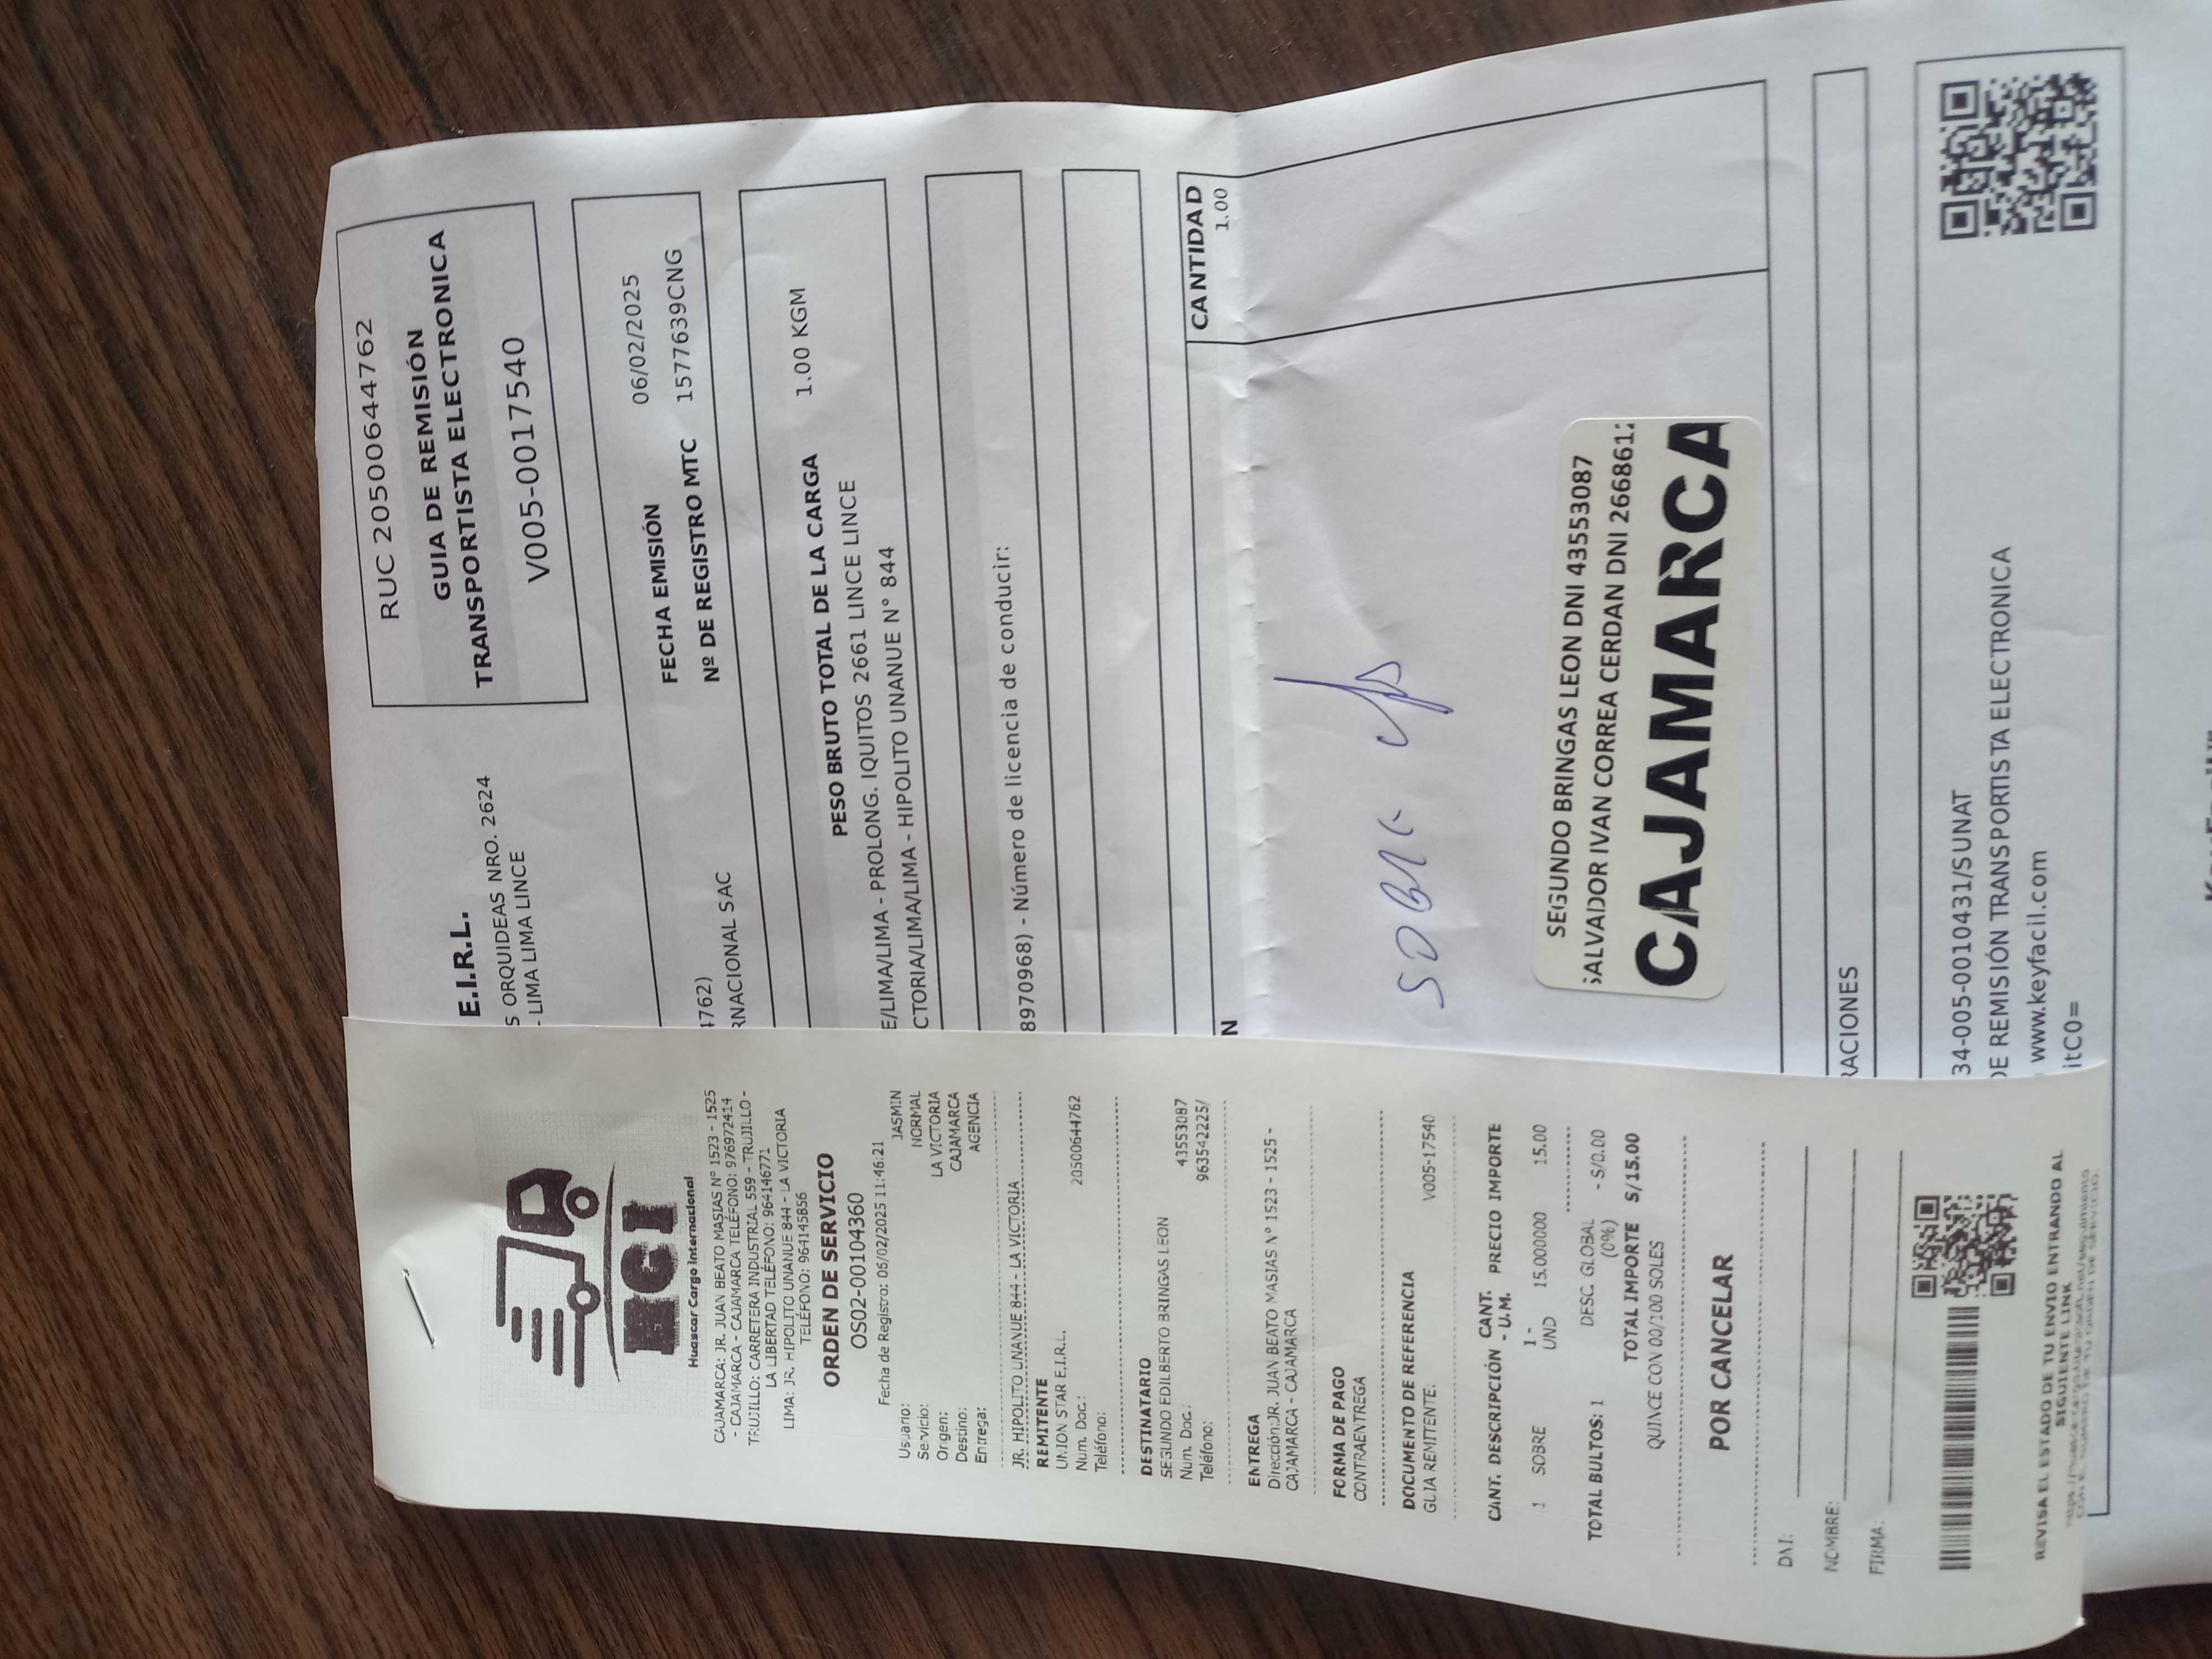 HGI
Huascar Cargo Internacional
CAJAMARCA: JR. JUAN BEATO MASIAS N° 1523 - 1525
- CAJAMARCA - CAJAMARCA TELÉFONO: 976972414
TRUJILLO: CARRETERA INDUSTRIAL 559 - TRUJILLO -
LA LIBERTAD TELÉFONO: 964146771
LIMA: JR. HIPOLITO UNANUE 844 - LA VICTORIA
TELÉFONO: 964145856
ORDEN DE SERVICIO
OS02-00104360
Fecha de Registro: 06/02/2025 11:46:21
Usuario: JASMIN
Servicio: NORMAL
Origen: LA VICTORIA
Destino: CAJAMARCA
Entrega: AGENCIA
JR. HIPOLITO UNANUE 844 - LA VICTORIA
REMITENTE
UNION STAR E.I.R.L.
Num. Doc.: 20500644762
Teléfono:
DESTINATARIO
SEGUNDO EDILBERTO BRINGAS LEON
Num. Doc.: 43553087
Teléfono: 963542225/
ENTREGA
Dirección:JR. JUAN BEATO MASIAS N° 1523 - 1525 -
CAJAMARCA - CAJAMARCA
FORMA DE PAGO
CONTRAENTREGA
DOCUMENTO DE REFERENCIA
GUIA REMITENTE: V005-17540
CANT. DESCRIPCIÓN CANT. - U.M. PRECIO IMPORTE
1 SOBRE 1 - UND 15.000000 15.00
TOTAL BULTOS: 1 DESC. GLOBAL (0%) - S/0.00
TOTAL IMPORTE S/15.00
QUINCE CON 00/100 SOLES
POR CANCELAR
DNI:
NOMBRE:
FIRMA:
REVISA EL ESTADO DE TU ENVIO ENTRANDO AL
SIGUIENTE LINK
E.I.R.L.
S ORQUIDEAS NRO. 2624
- LIMA LIMA LINCE
RUC 20500644762
GUIA DE REMISIÓN
TRANSPORTISTA ELECTRONICA
V005-00017540
FECHA EMISIÓN 06/02/2025
4762)
Nº DE REGISTRO MTC 1577639CNG
RNACIONAL SAC
PESO BRUTO TOTAL DE LA CARGA 1.00 KGM
E/LIMA/LIMA - PROLONG. IQUITOS 2661 LINCE LINCE
CTORIA/LIMA/LIMA - HIPOLITO UNANUE N° 844
8970968) - Número de licencia de conducir:
N CANTIDAD
1.00
SOBRE
SEGUNDO BRINGAS LEON DNI 43553087
SALVADOR IVAN CORREA CERDAN DNI 2668612
CAJAMARCA
RACIONES
34-005-0010431/SUNAT
DE REMISIÓN TRANSPORTISTA ELECTRONICA
www.keyfacil.com
itC0=